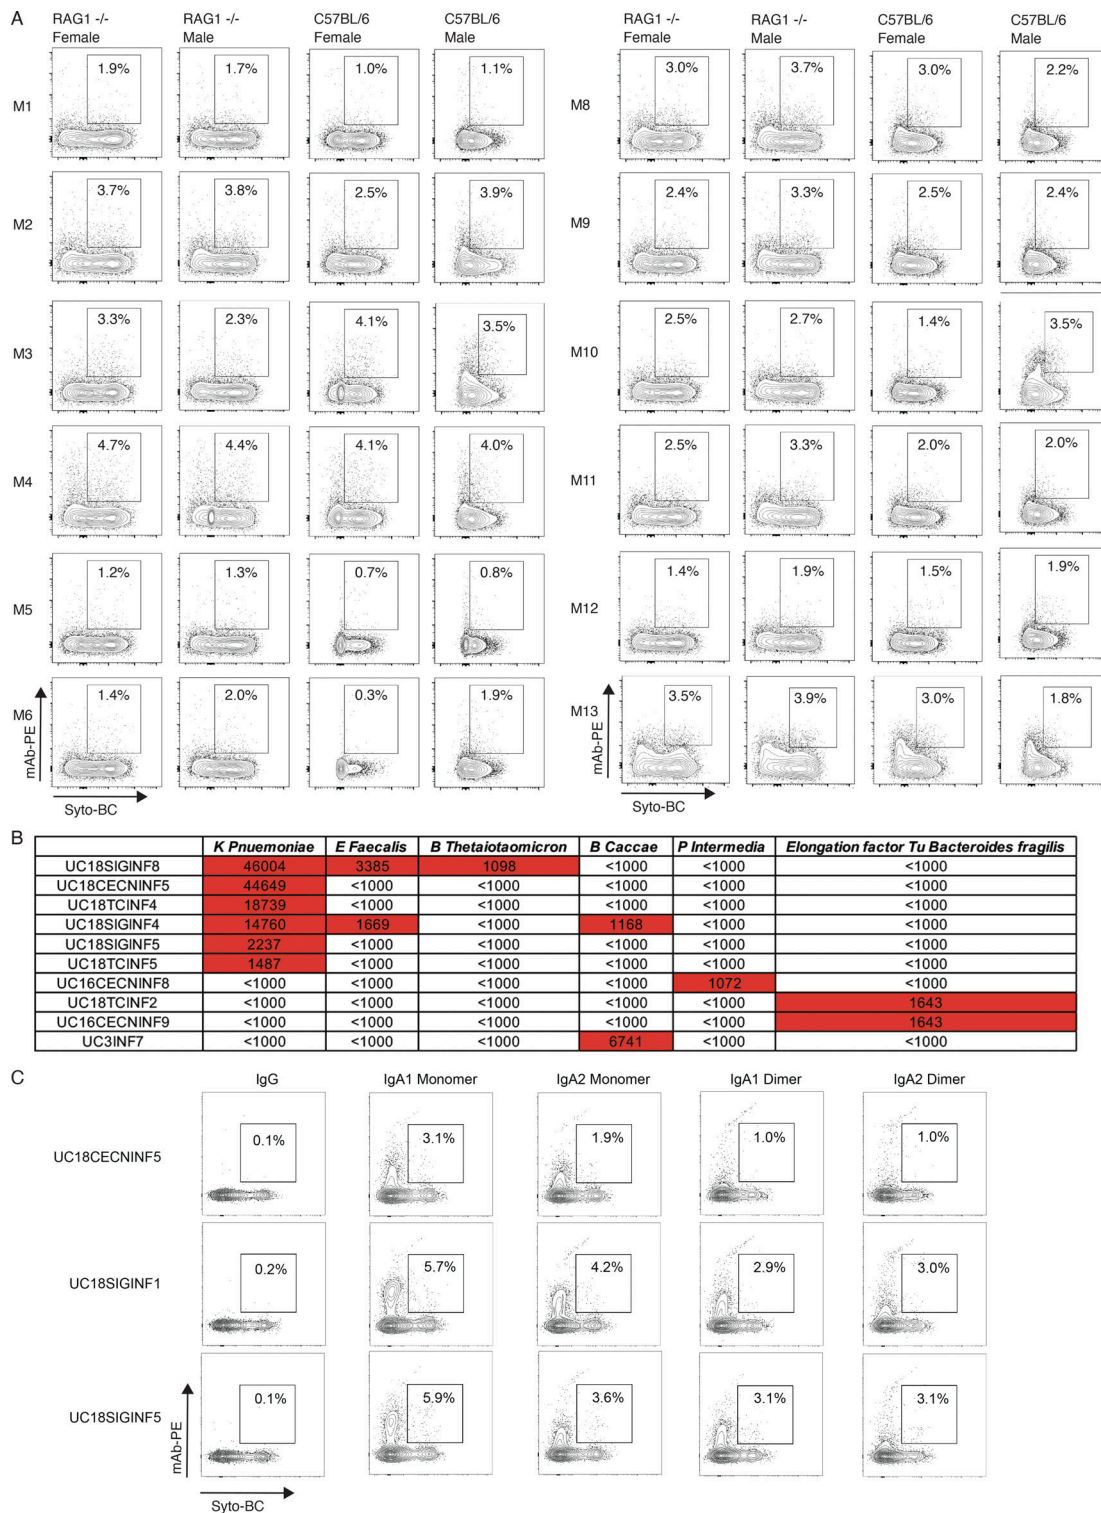 A
RAG1 -/- Female
RAG1 -/- Male
C57BL/6 Female
C57BL/6 Male
RAG1 -/- Female
RAG1 -/- Male
C57BL/6 Female
C57BL/6 Male
M1 1.9% 1.7% 1.0% 1.1%
M8 3.0% 3.7% 3.0% 2.2%
M2 3.7% 3.8% 2.5% 3.9%
M9 2.4% 3.3% 2.5% 2.4%
M3 3.3% 2.3% 4.1% 3.5%
M10 2.5% 2.7% 1.4% 3.5%
M4 4.7% 4.4% 4.1% 4.0%
M11 2.5% 3.3% 2.0% 2.0%
M5 1.2% 1.3% 0.7% 0.8%
M12 1.4% 1.9% 1.5% 1.9%
M6 1.4% 2.0% 0.3% 1.9%
M13 3.5% 3.9% 3.0% 1.8%
mAb-PE
Syto-BC
mAb-PE
Syto-BC
B
K Pnuemoniae E Faecalis B Thetaiotaomicron B Caccae P Intermedia Elongation factor Tu Bacteroides fragilis
UC18SIGINF8 46004 3385 1098 <1000 <1000 <1000
UC18CECNINF5 44649 <1000 <1000 <1000 <1000 <1000
UC18TCINF4 18739 <1000 <1000 <1000 <1000 <1000
UC18SIGINF4 14760 1669 <1000 1168 <1000 <1000
UC18SIGINF5 2237 <1000 <1000 <1000 <1000 <1000
UC18TCINF5 1487 <1000 <1000 <1000 <1000 <1000
UC16CECNINF8 <1000 <1000 <1000 <1000 1072 <1000
UC18TCINF2 <1000 <1000 <1000 <1000 <1000 1643
UC16CECNINF9 <1000 <1000 <1000 <1000 <1000 1643
UC3INF7 <1000 <1000 <1000 6741 <1000 <1000
C
IgG IgA1 Monomer IgA2 Monomer IgA1 Dimer IgA2 Dimer
UC18CECNINF5 0.1% 3.1% 1.9% 1.0% 1.0%
UC18SIGINF1 0.2% 5.7% 4.2% 2.9% 3.0%
UC18SIGINF5 0.1% 5.9% 3.6% 3.1% 3.1%
mAb-PE
Syto-BC